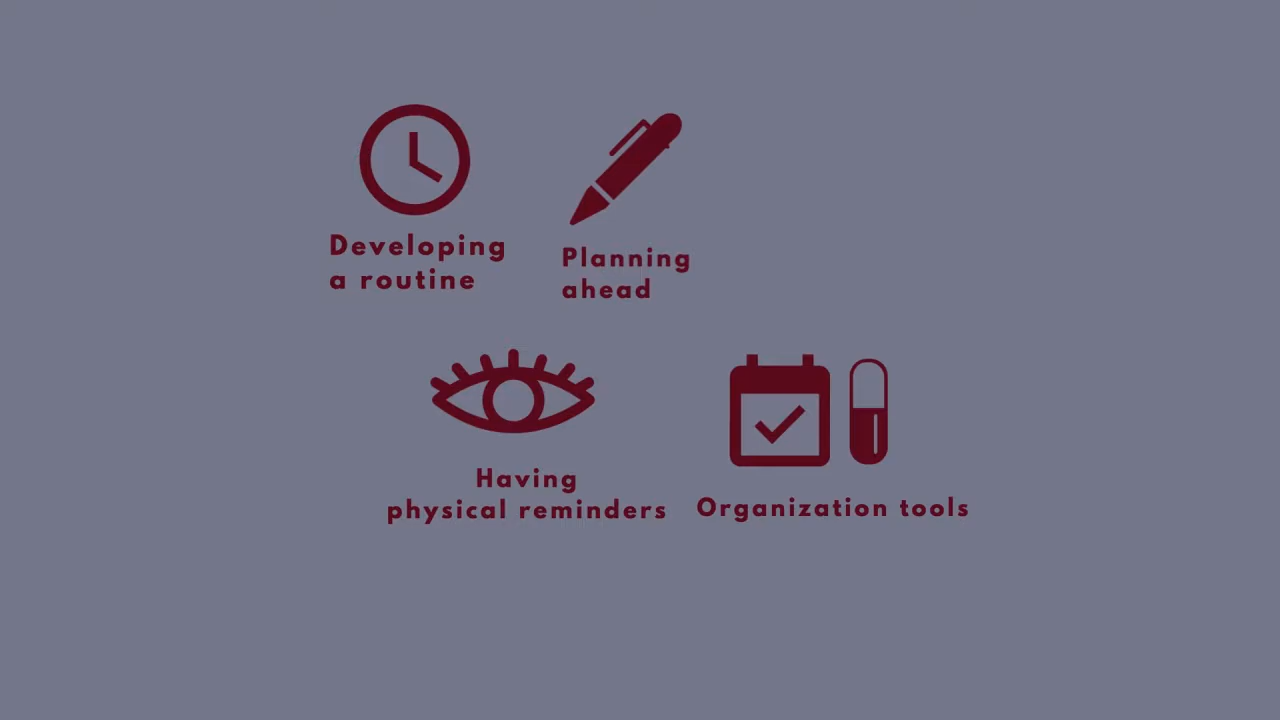 Developing
a routine
Planning
ahead
Having
physical reminders
Organization tools